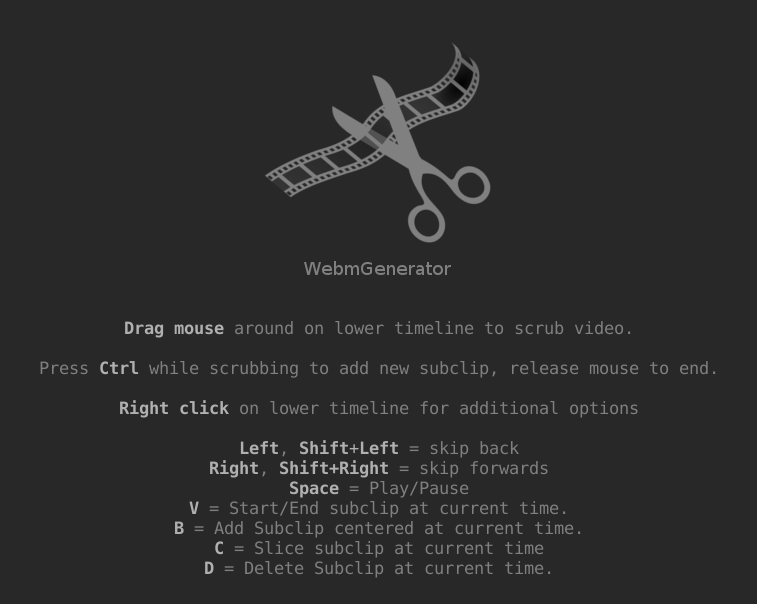 WebmGenerator
Drag mouse around on lower timeline to scrub video.
Press Ctrl while scrubbing to add new subclip, release mouse to end.
Right click on lower timeline for additional options
Left, Shift+Left = skip back
Right, Shift+Right = skip forwards
Space = Play/Pause
V = Start/End subclip at current time.
B = Add Subclip centered at current time.
C = Slice subclip at current time
D = Delete Subclip at current time.